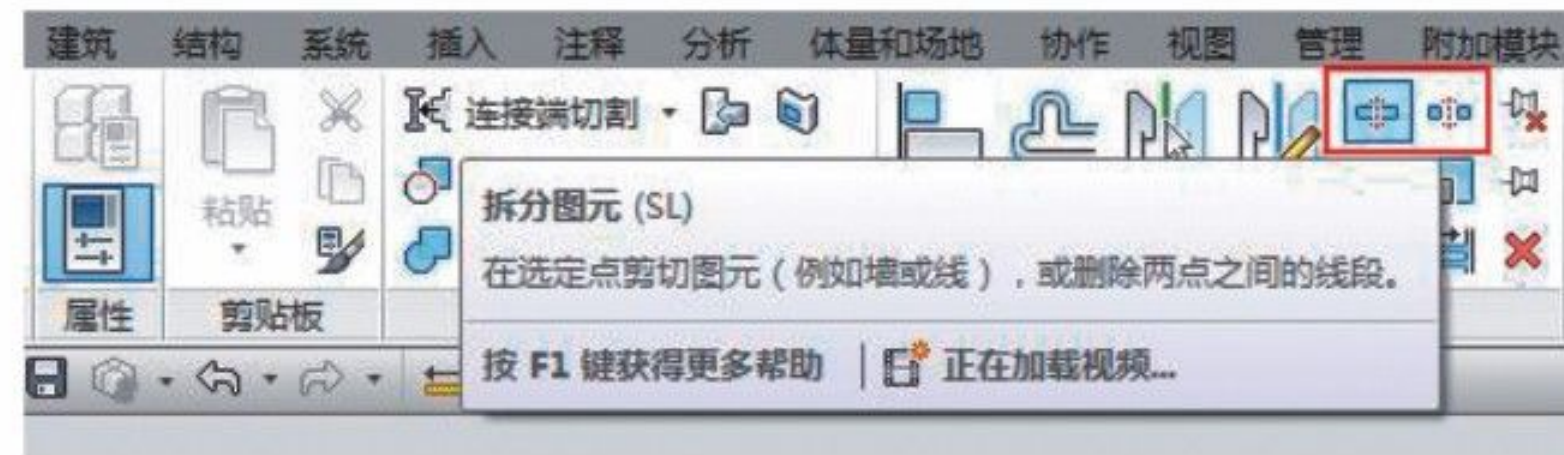 建筑 结构 系统 插入 注释 分析 体量和场地 协作 视图 管理 附加模块
连接端切割
粘贴
拆分图元 (SL)
在选定点剪切图元（例如墙或线），或删除两点之间的线段。
属性 剪贴板
按 F1 键获得更多帮助 正在加载视频...